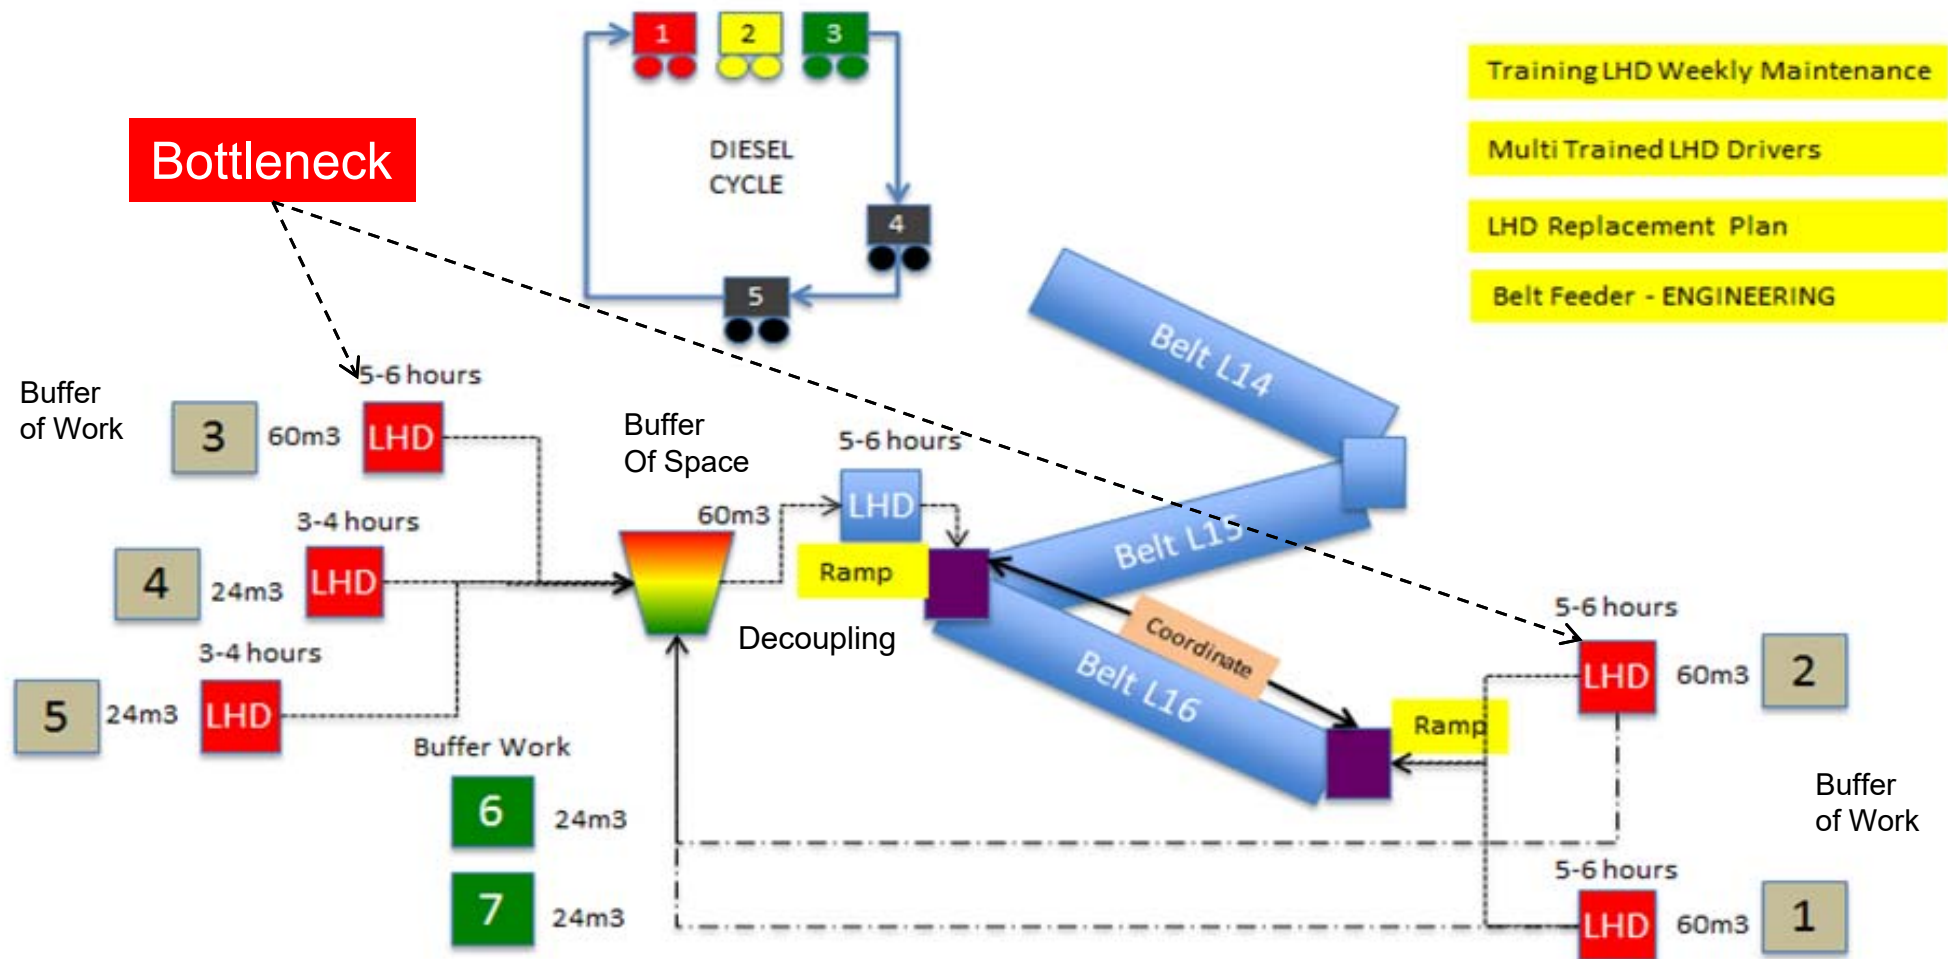 1
2
3
Training LHD Weekly Maintenance
Bottleneck
DIESEL
CYCLE
Multi Trained LHD Drivers
4
LHD Replacement Plan
5
Belt Feeder - ENGINEERING
Belt L14
5-6 hours
Buffer
of Work
3
60m3
LHD
Buffer
Of Space
5-6 hours
60m3
LHD
Belt L15
3-4 hours
4
24m3
LHD
Ramp
5-6 hours
Decoupling
Coordinate
3-4 hours
5
24m3
LHD
Belt L16
LHD
60m3
2
Ramp
Buffer Work
6
24m3
Buffer
of Work
7
24m3
5-6 hours
LHD
60m3
1